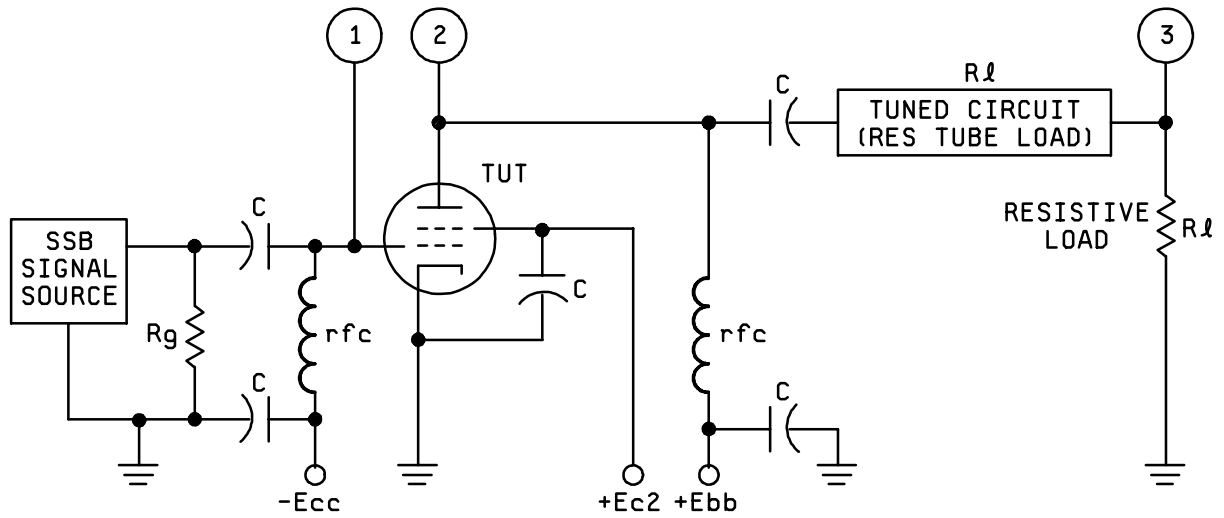 1
2
3
Rℓ
C
TUNED CIRCUIT
(RES TUBE LOAD)
TUT
C
SSB
SIGNAL
SOURCE
RESISTIVE
LOAD
Rℓ
C
Rg
rfc
rfc
C
C
-Ecc
+Ec2
+Ebb